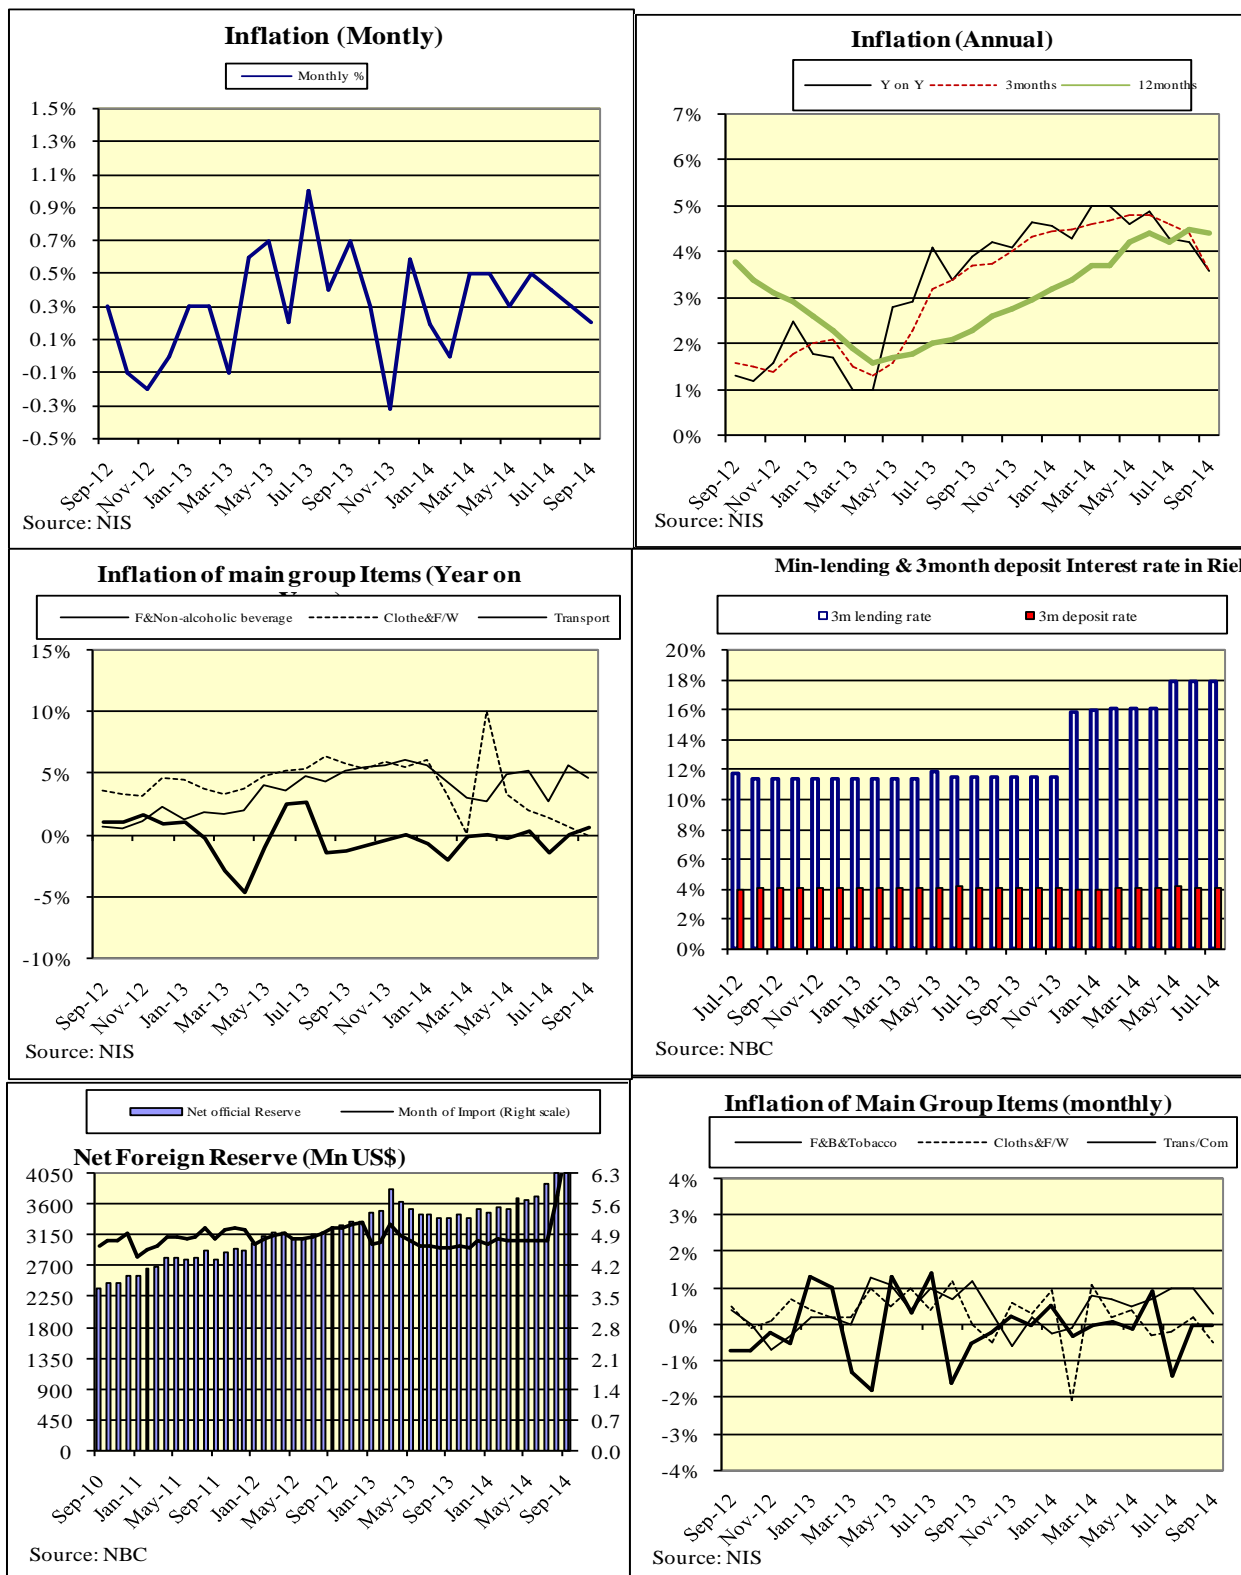 Inflation (Montly)
Monthly %
1.5%
1.3%
1.1%
0.9%
0.7%
0.5%
0.3%
0.1%
-0.1%
-0.3%
-0.5%
Sep-12 Nov-12 Jan-13 Mar-13 May-13 Jul-13 Sep-13 Nov-13 Jan-14 Mar-14 May-14 Jul-14 Sep-14
Source: NIS
Inflation (Annual)
Y on Y 3months 12months
7%
6%
5%
4%
3%
2%
1%
0%
Sep-12 Nov-12 Jan-13 Mar-13 May-13 Jul-13 Sep-13 Nov-13 Jan-14 Mar-14 May-14 Jul-14 Sep-14
Source: NIS
Inflation of main group Items (Year on
F&Non-alcoholic beverage Clothe&F/W Transport
15%
10%
5%
0%
-5%
-10%
Sep-12 Nov-12 Jan-13 Mar-13 May-13 Jul-13 Sep-13 Nov-13 Jan-14 Mar-14 May-14 Jul-14 Sep-14
Source: NIS
Min-lending & 3month deposit Interest rate in Riel
3m lending rate 3m deposit rate
20%
18%
16%
14%
12%
10%
8%
6%
4%
2%
0%
Jul-12 Sep-12 Nov-12 Jan-13 Mar-13 May-13 Jul-13 Sep-13 Nov-13 Jan-14 Mar-14 May-14 Jul-14
Source: NBC
Net official Reserve Month of Import (Right scale)
Net Foreign Reserve (Mn US$)
4050 6.3
3600 5.6
3150 4.9
2700 4.2
2250 3.5
1800 2.8
1350 2.1
900 1.4
450 0.7
0 0.0
Sep-10 Jan-11 May-11 Sep-11 Jan-12 May-12 Sep-12 Jan-13 May-13 Sep-13 Jan-14 May-14 Sep-14
Source: NBC
Inflation of Main Group Items (monthly)
F&B&Tobacco Cloths&F/W Trans/Com
4%
3%
2%
1%
0%
-1%
-2%
-3%
-4%
Sep-12 Nov-12 Jan-13 Mar-13 May-13 Jul-13 Sep-13 Nov-13 Jan-14 Mar-14 May-14 Jul-14 Sep-14
Source: NIS